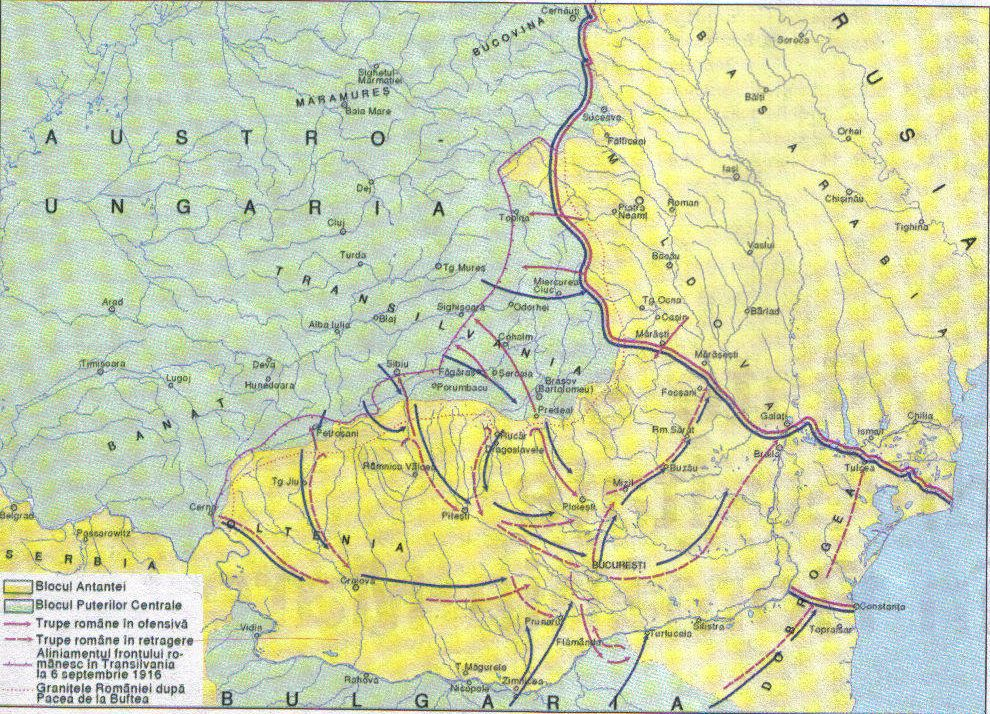 Cernăuți
BUCOVINA
RUSIA
Soroca
BASARABIA
Sighetul-
Marmației
MARAMUREȘ
Baia Mare
Bălți
Suceava
Fălticeni
Orhei
AUSTRO-
UNGARIA
MOLDOVA
Iași
Dej
Chișinău
Piatra
Neamț
Roman
Toplița
Tighina
Cluj
Turda
Bacău
Vaslui
Tg Mureș
TRANSILVANIA
Miercurea
Ciuc
Odorhei
Arad
Sighișoara
Tg Ocna
Cașin
Bârlad
Blaj
Alba Iulia
Mărăști
Cohalm
Mărășești
Timișoara
Deva
Sibiu
Făgăraș
Șercaia
Lugoj
Hunedoara
Porumbacu
Brașov
(Bartolomeu)
Focșani
BANAT
Predeal
Galați
Chilia
Petroșani
Rucăr
Dragoslavele
Rm.Sărat
Ismail
Brăila
Tulcea
Râmnicu Vâlcea
Buzău
Tg Jiu
Mizil
Cerna
Ploiești
Belgrad
Pitești
OLTENIA
Passarowitz
SERBIA
BUCUREȘTI
DOBROGEA
Craiova
Constanța
Prunaru
Silistra
Topraisar
Vidin
Flămânda
Turtucaia
T.Măgurele
Rahova
Nicopole
Zimnicea
BULGARIA
Blocul Antantei
Blocul Puterilor Centrale
Trupe române în ofensivă
Trupe române în retragere
Aliniamentul frontului ro-
mânesc în Transilvania
la 6 septembrie 1916
Granițele României după
Pacea de la Buftea